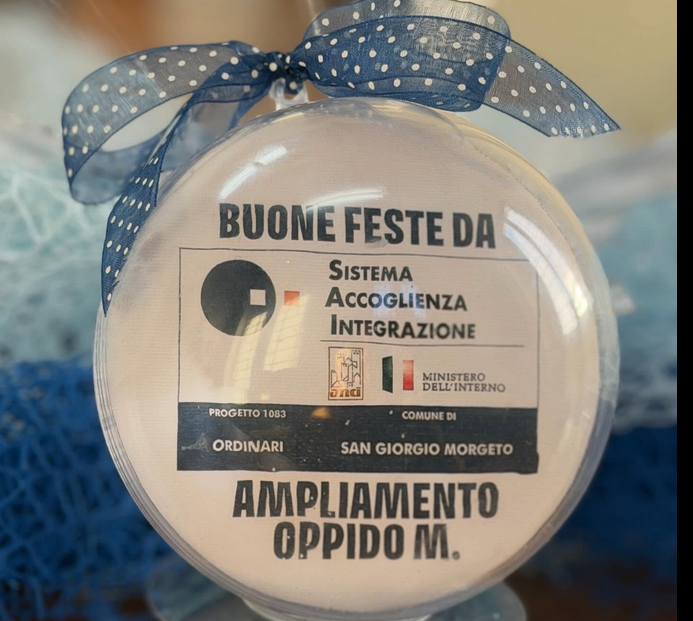 BUONE FESTE DA
SISTEMA
ACCOGLIENZA
INTEGRAZIONE
anci
MINISTERO
DELL'INTERNO
PROGETTO 1083
COMUNE DI
ORDINARI
SAN GIORGIO MORGETO
AMPLIAMENTO
OPPIDO M.